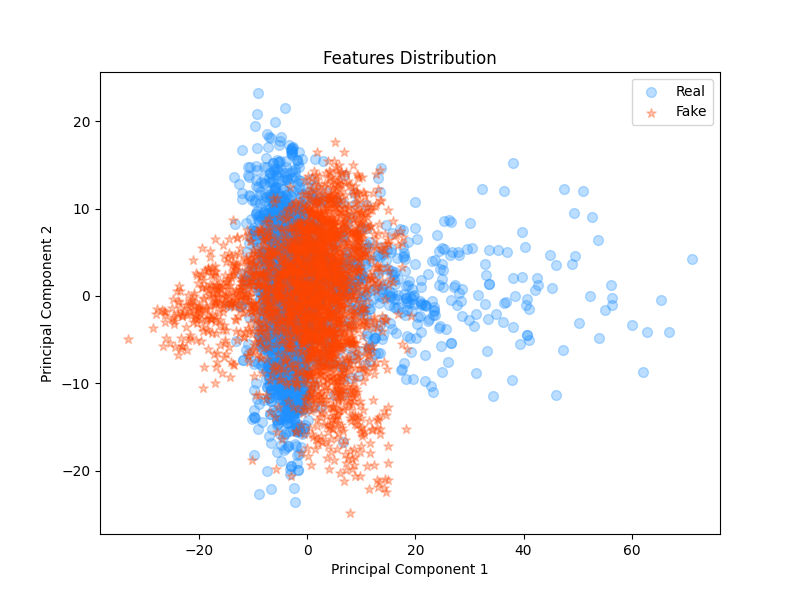 Features Distribution
Real
Fake
20
10
0
−10
−20
Principal Component 2
−20
0
20
40
60
Principal Component 1